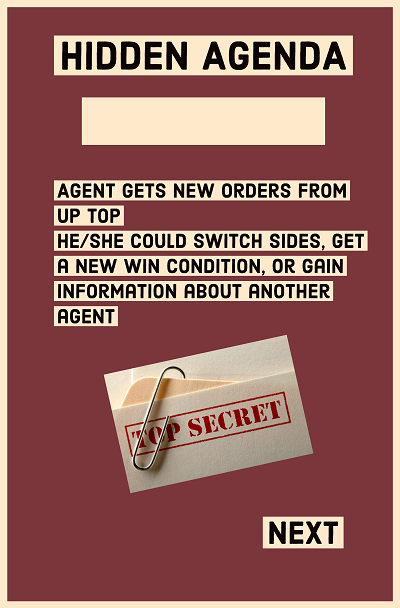 HIDDEN AGENDA
AGENT GETS NEW ORDERS FROM
UP TOP
HE/SHE COULD SWITCH SIDES, GET
A NEW WIN CONDITION, OR GAIN
INFORMATION ABOUT ANOTHER
AGENT
TOP SECRET
NEXT